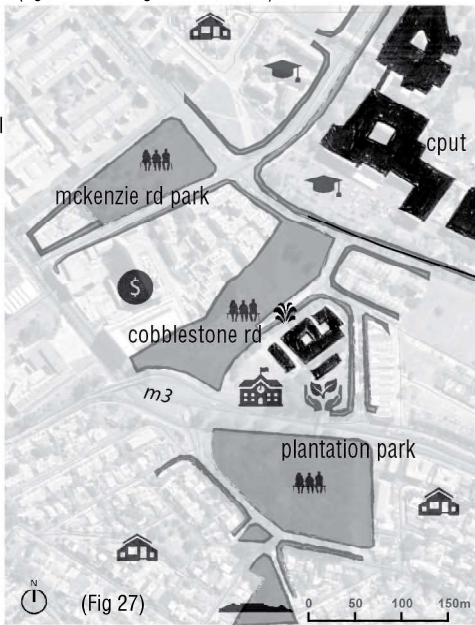 cput
mckenzie rd park
$
cobblestone rd
m3
plantation park
N
(Fig 27)
0 50 100 150m